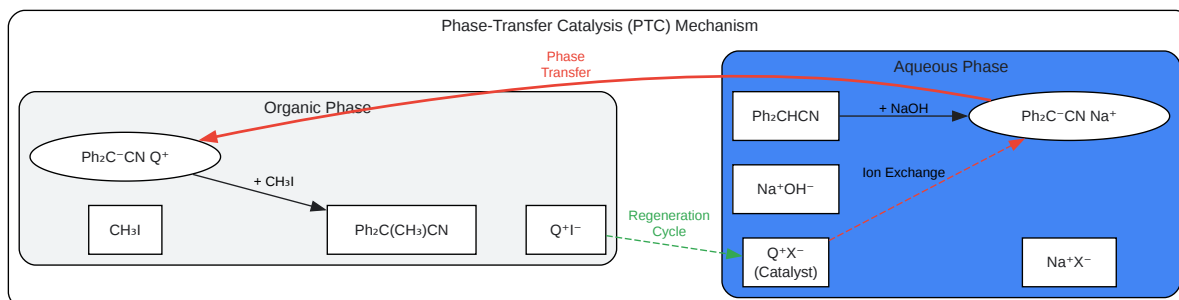 Phase-Transfer Catalysis (PTC) Mechanism
Phase
Transfer
Organic Phase
Ph₂C⁻CN Q⁺
+ CH₃I
CH₃I
Ph₂C(CH₃)CN
Q⁺I⁻
Regeneration
Cycle
Aqueous Phase
Ph₂CHCN
+ NaOH
Ph₂C⁻CN Na⁺
Na⁺OH⁻
Ion Exchange
Q⁺X⁻
(Catalyst)
Na⁺X⁻